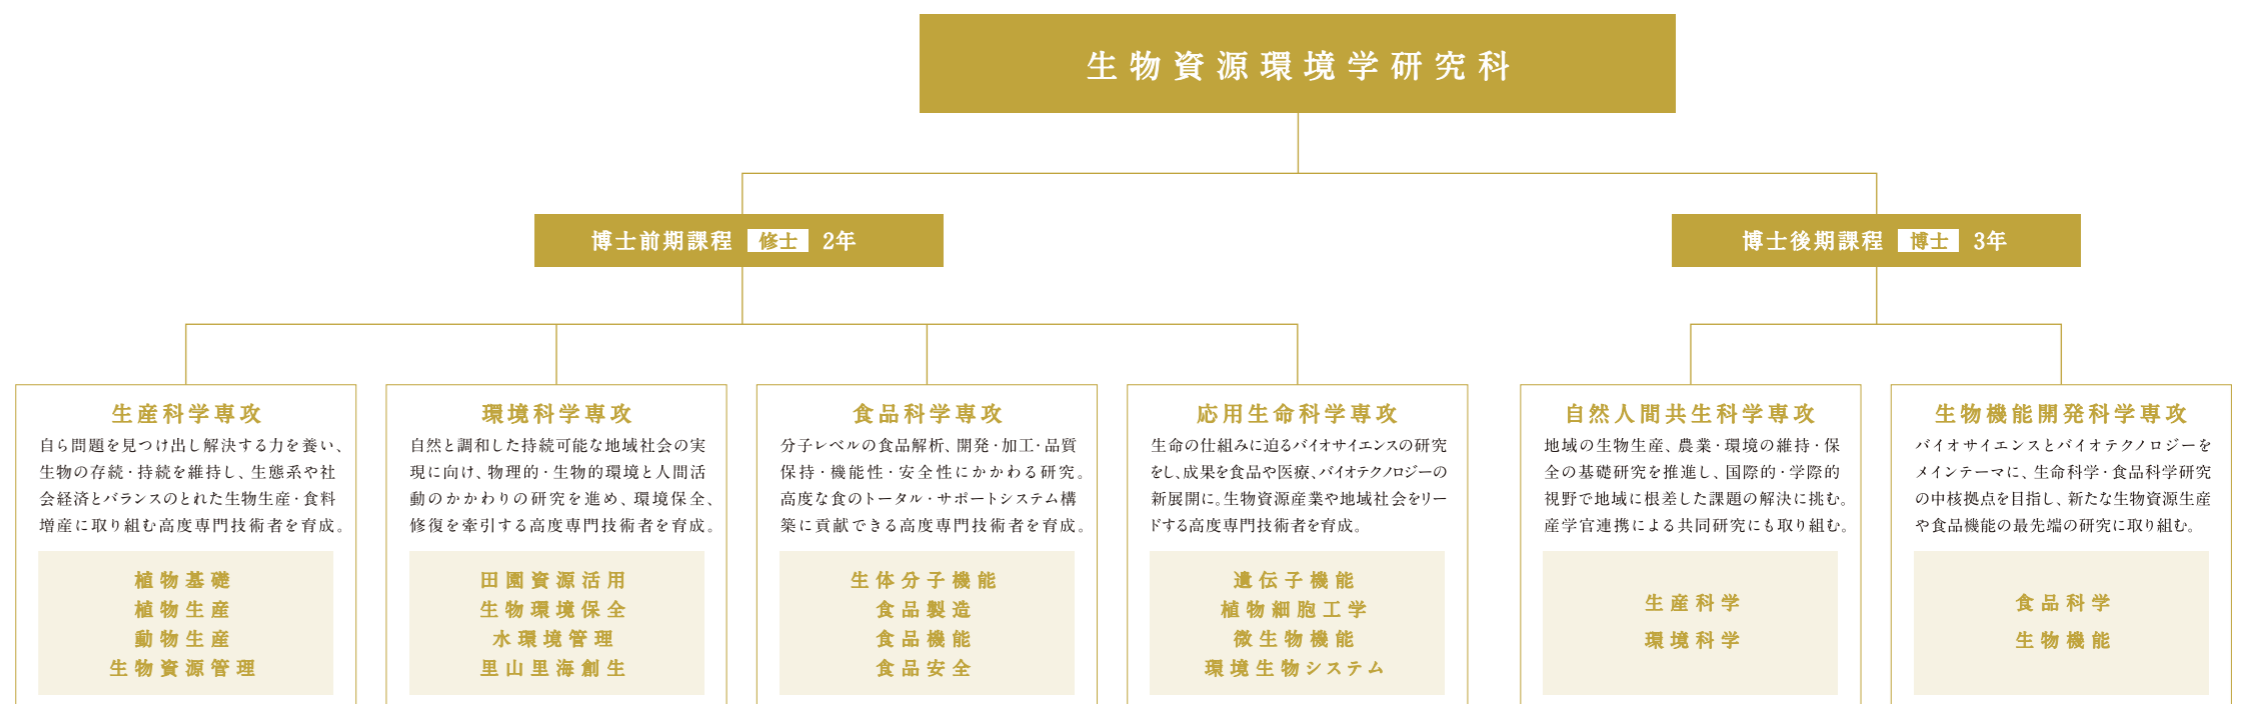 生物資源環境学研究科
博士前期課程 修士 2年
博士後期課程 博士 3年
生産科学専攻
自ら問題を見つけ出し解決する力を養い、
生物の存続・持続を維持し、生態系や社
会経済とバランスのとれた生物生産・食料
増産に取り組む高度専門技術者を育成。
植物基礎
植物生産
動物生産
生物資源管理
環境科学専攻
自然と調和した持続可能な地域社会の実
現に向け、物理的・生物的環境と人間活
動のかかわりの研究を進め、環境保全、
修復を牽引する高度専門技術者を育成。
田園資源活用
生物環境保全
水環境管理
里山里海創生
食品科学専攻
分子レベルの食品解析、開発・加工・品質
保持・機能性・安全性にかかわる研究。
高度な食のトータル・サポートシステム構
築に貢献できる高度専門技術者を育成。
生体分子機能
食品製造
食品機能
食品安全
応用生命科学専攻
生命の仕組みに迫るバイオサイエンスの研究
をし、成果を食品や医療、バイオテクノロジーの
新展開に。生物資源産業や地域社会をリー
ドする高度専門技術者を育成。
遺伝子機能
植物細胞工学
微生物機能
環境生物システム
自然人間共生科学専攻
地域の生物生産、農業・環境の維持・保
全の基礎研究を推進し、国際的・学際的
視野で地域に根差した課題の解決に挑む。
産学官連携による共同研究にも取り組む。
生産科学
環境科学
生物機能開発科学専攻
バイオサイエンスとバイオテクノロジーを
メインテーマに、生命科学・食品科学研究
の中核拠点を目指し、新たな生物資源生産
や食品機能の最先端の研究に取り組む。
食品科学
生物機能